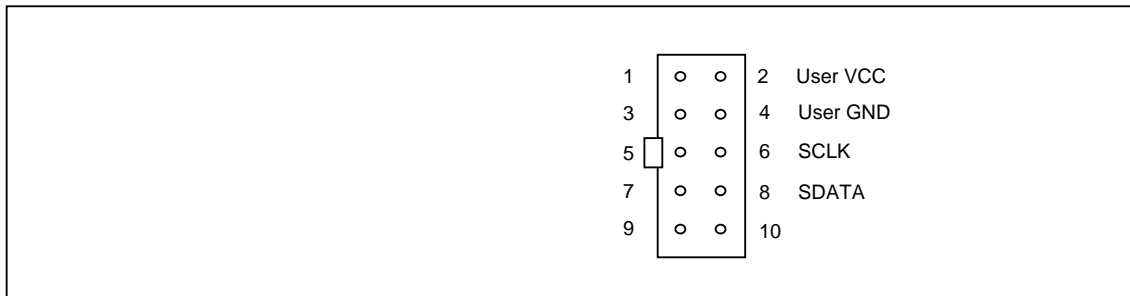 1 2 User VCC
3 4 User GND
5 6 SCLK
7 8 SDATA
9 10